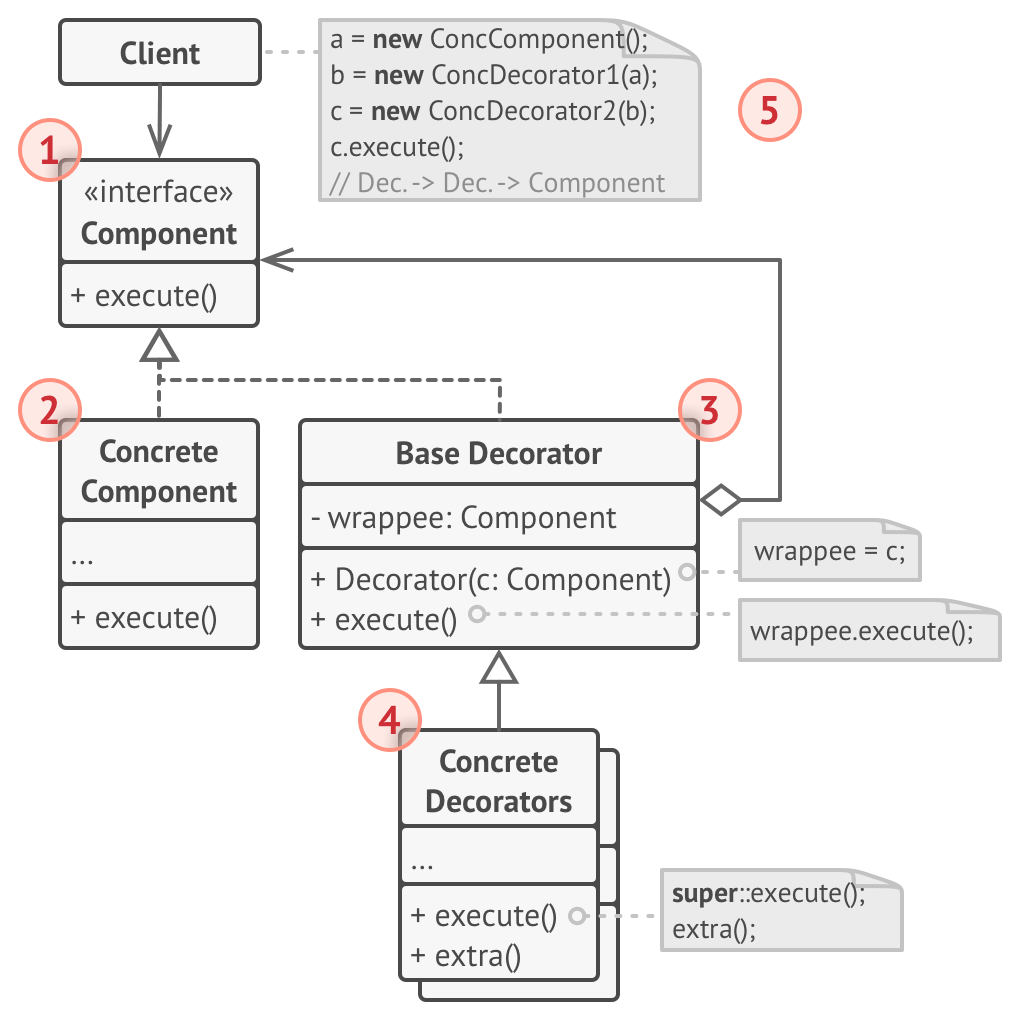 Client
a = new ConcComponent();
b = new ConcDecorator1(a);
c = new ConcDecorator2(b);
c.execute();
// Dec. -> Dec. -> Component
5
1
«interface»
Component
+ execute()
2
Concrete
Component
...
+ execute()
3
Base Decorator
- wrappee: Component
+ Decorator(c: Component)
+ execute()
wrappee = c;
wrappee.execute();
4
Concrete
Decorators
...
+ execute()
+ extra()
super::execute();
extra();